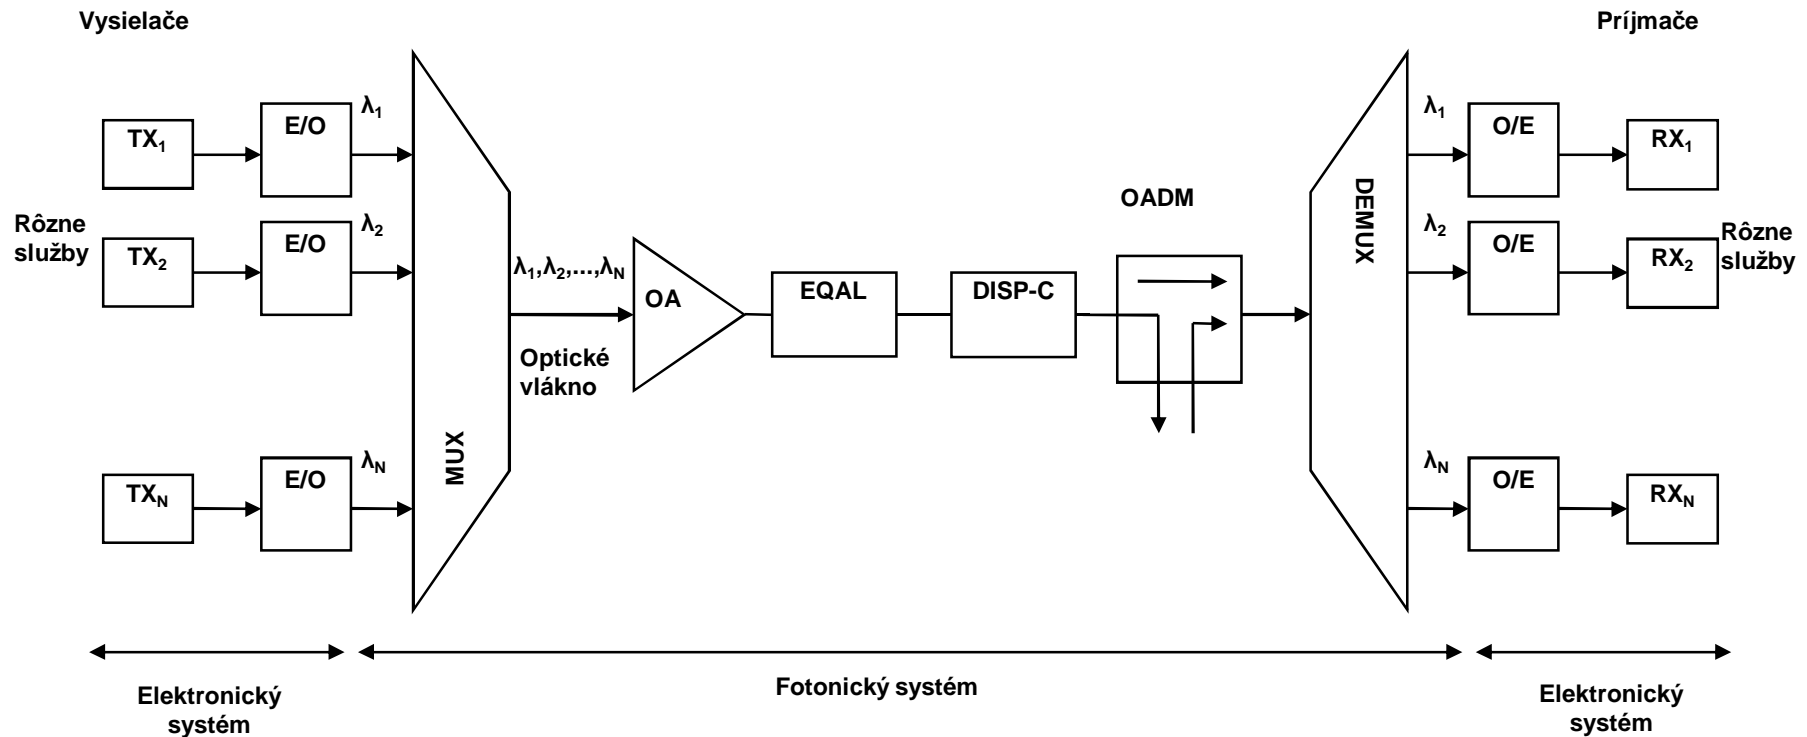 Vysielače
Príjmače
λ1
λ1
E/O
O/E
TX1
RX1
OADM
DEMUX
Rôzne
služby
λ2
λ2
Rôzne
služby
E/O
O/E
TX2
RX2
λ1,λ2,...,λN
OA
EQAL
DISP-C
Optické
vlákno
MUX
λN
λN
E/O
O/E
TXN
RXN
Elektronický
systém
Fotonický systém
Elektronický
systém